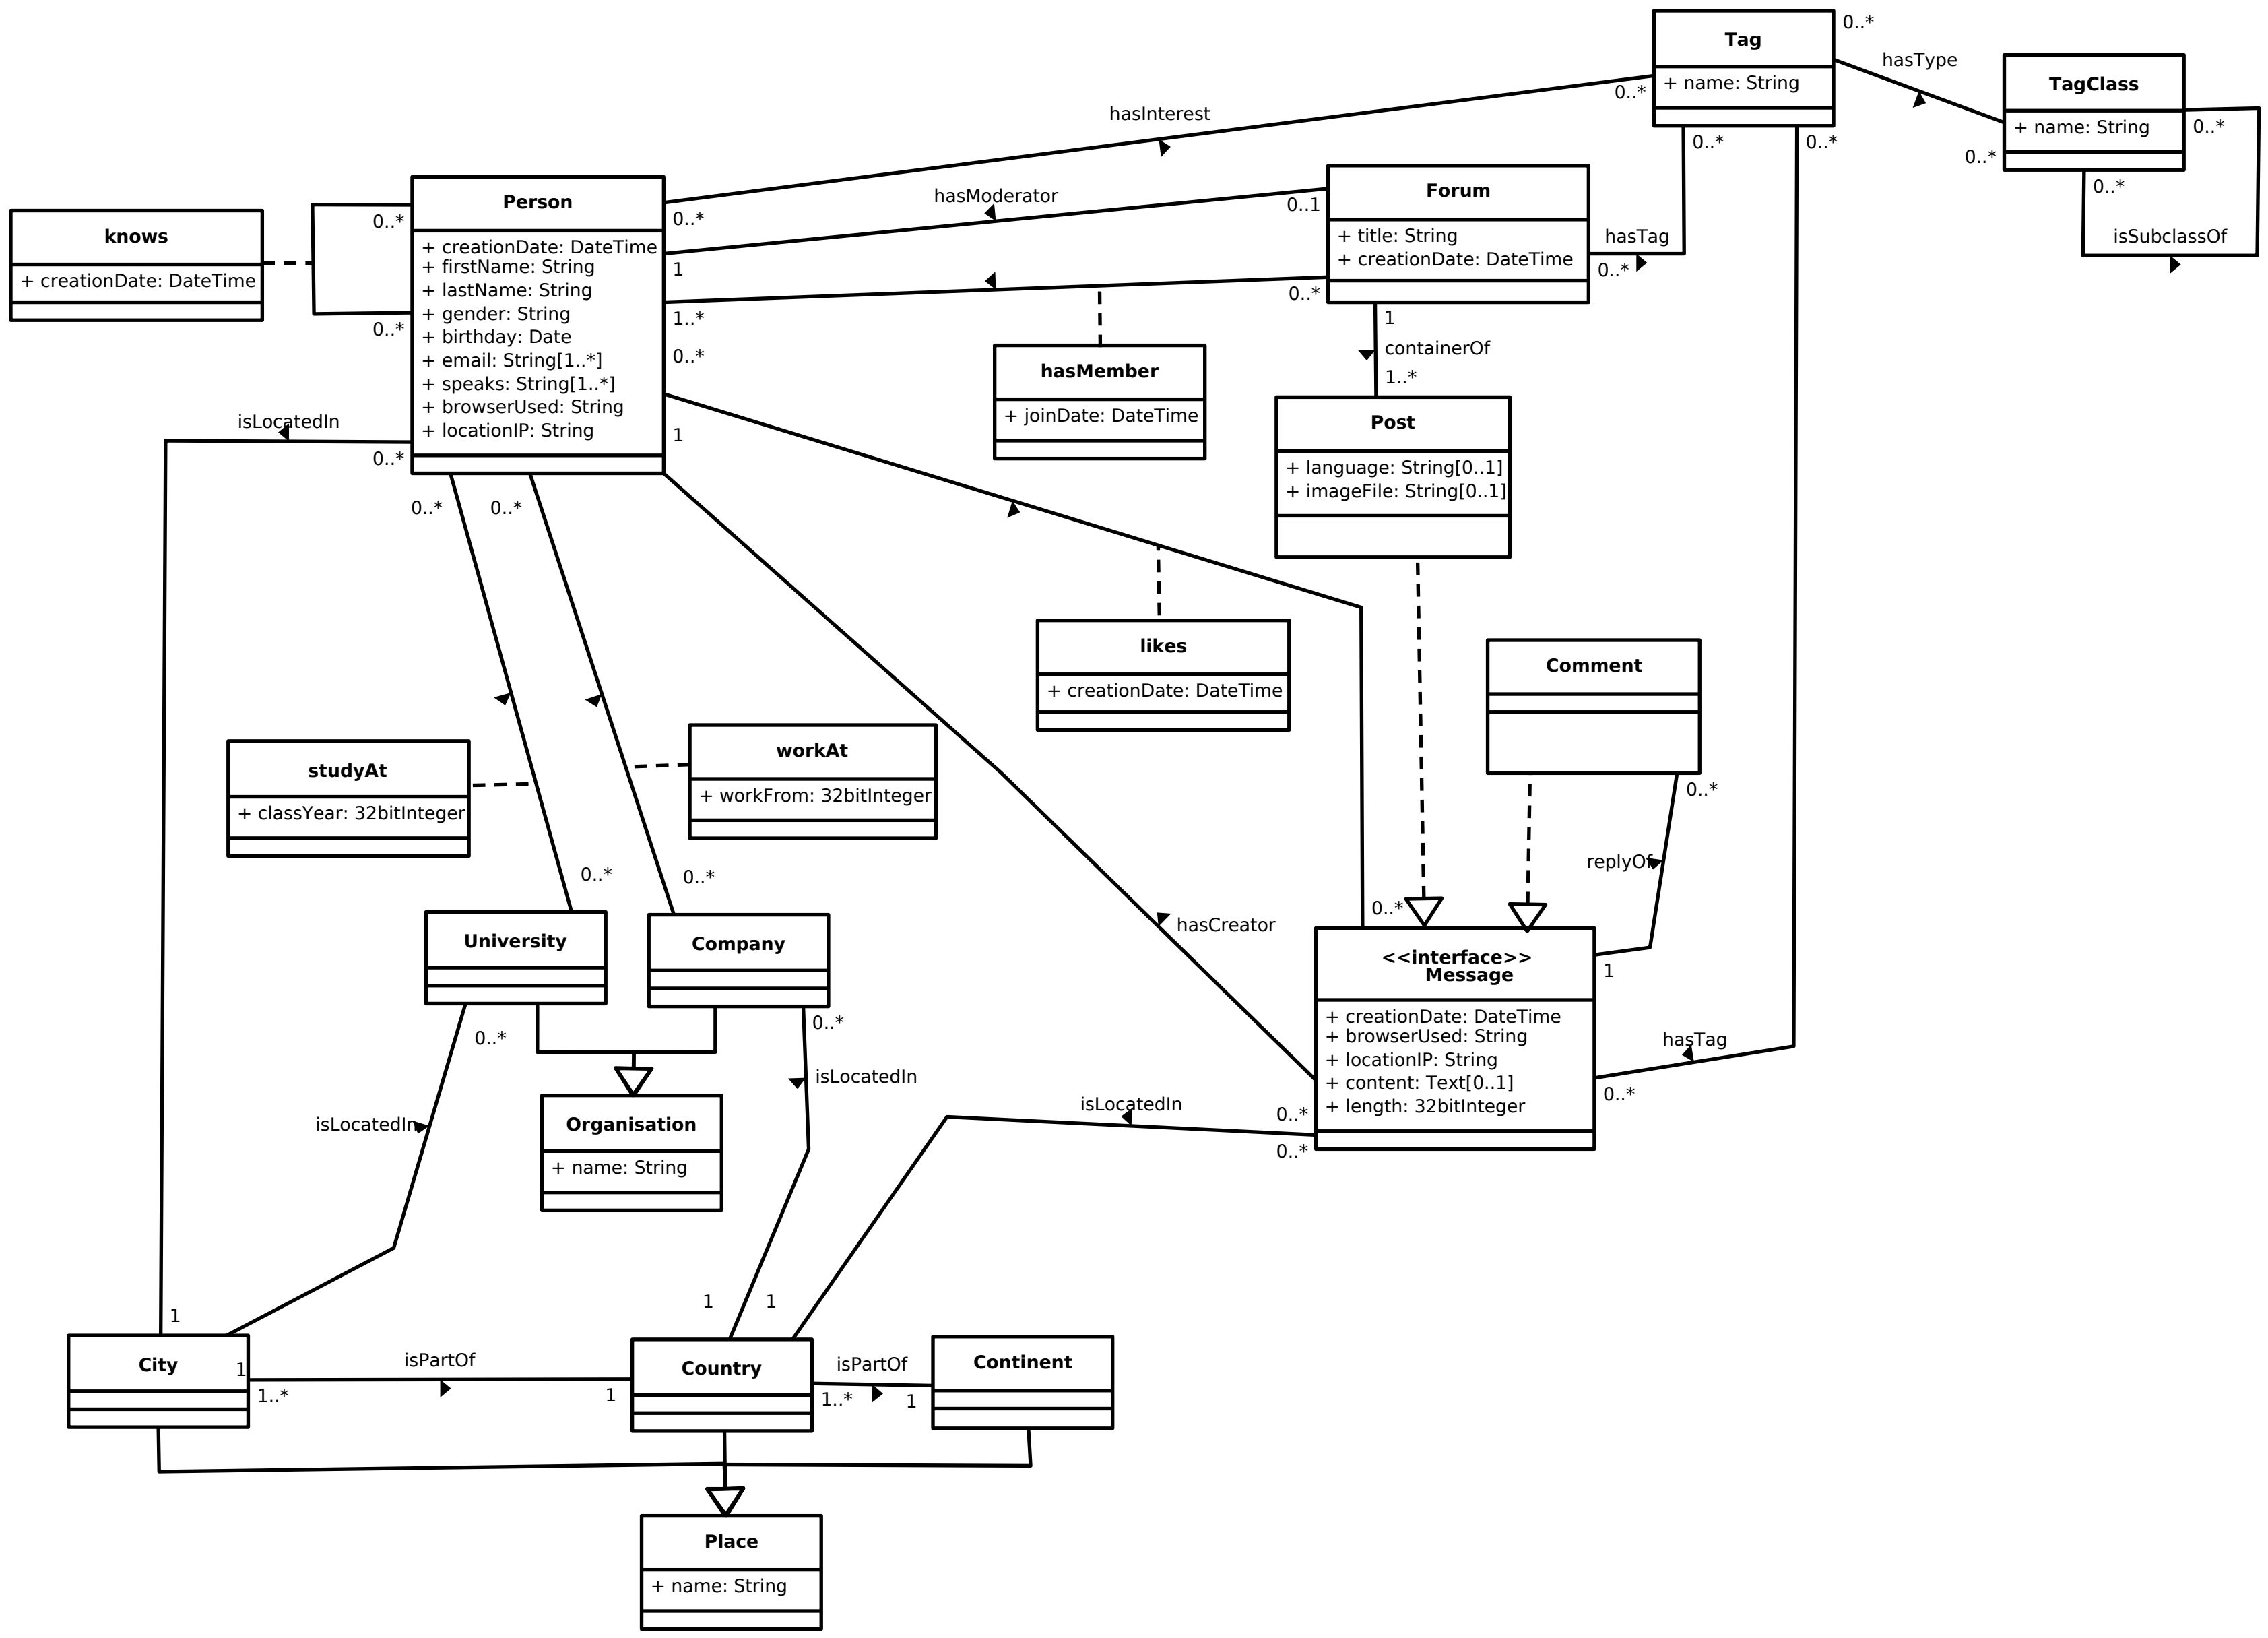 Tag
+ name: String
0..*
hasType
TagClass
+ name: String
0..*
0..*
0..*
isSubclassOf
hasInterest
0..*
0..*
0..*
0..*
knows
+ creationDate: DateTime
0..*
0..*
Person
+ creationDate: DateTime
+ firstName: String
+ lastName: String
+ gender: String
+ birthday: Date
+ email: String[1..*]
+ speaks: String[1..*]
+ browserUsed: String
+ locationIP: String
0..*
1
1..*
0..*
1
hasModerator
0..1
0..*
Forum
+ title: String
+ creationDate: DateTime
hasTag
0..*
1
containerOf
1..*
hasMember
+ joinDate: DateTime
Post
+ language: String[0..1]
+ imageFile: String[0..1]
isLocatedIn
0..*
0..*
0..*
likes
+ creationDate: DateTime
Comment
0..*
replyOf
studyAt
+ classYear: 32bitInteger
workAt
+ workFrom: 32bitInteger
0..*
0..*
University
Company
hasCreator
0..*
<<interface>>
Message
+ creationDate: DateTime
+ browserUsed: String
+ locationIP: String
+ content: Text[0..1]
+ length: 32bitInteger
1
hasTag
0..*
0..*
0..*
isLocatedIn
0..*
0..*
isLocatedIn
isLocatedIn
Organisation
+ name: String
1
1
1
City
1
1..*
isPartOf
1
Country
isPartOf
1..*
1
Continent
Place
+ name: String